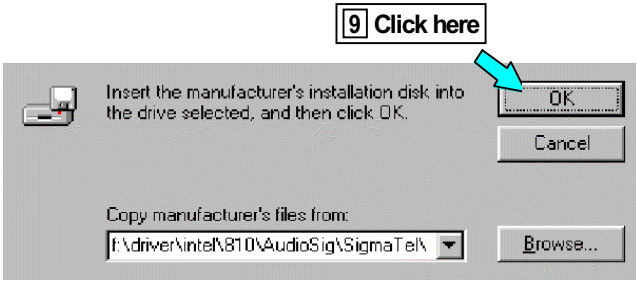 9 Click here
Insert the manufacturer's installation disk into
the drive selected, and then click OK.
OK
Cancel
Copy manufacturer's files from:
f:\driver\intel\810\AudioSig\SigmaTel\
Browse...